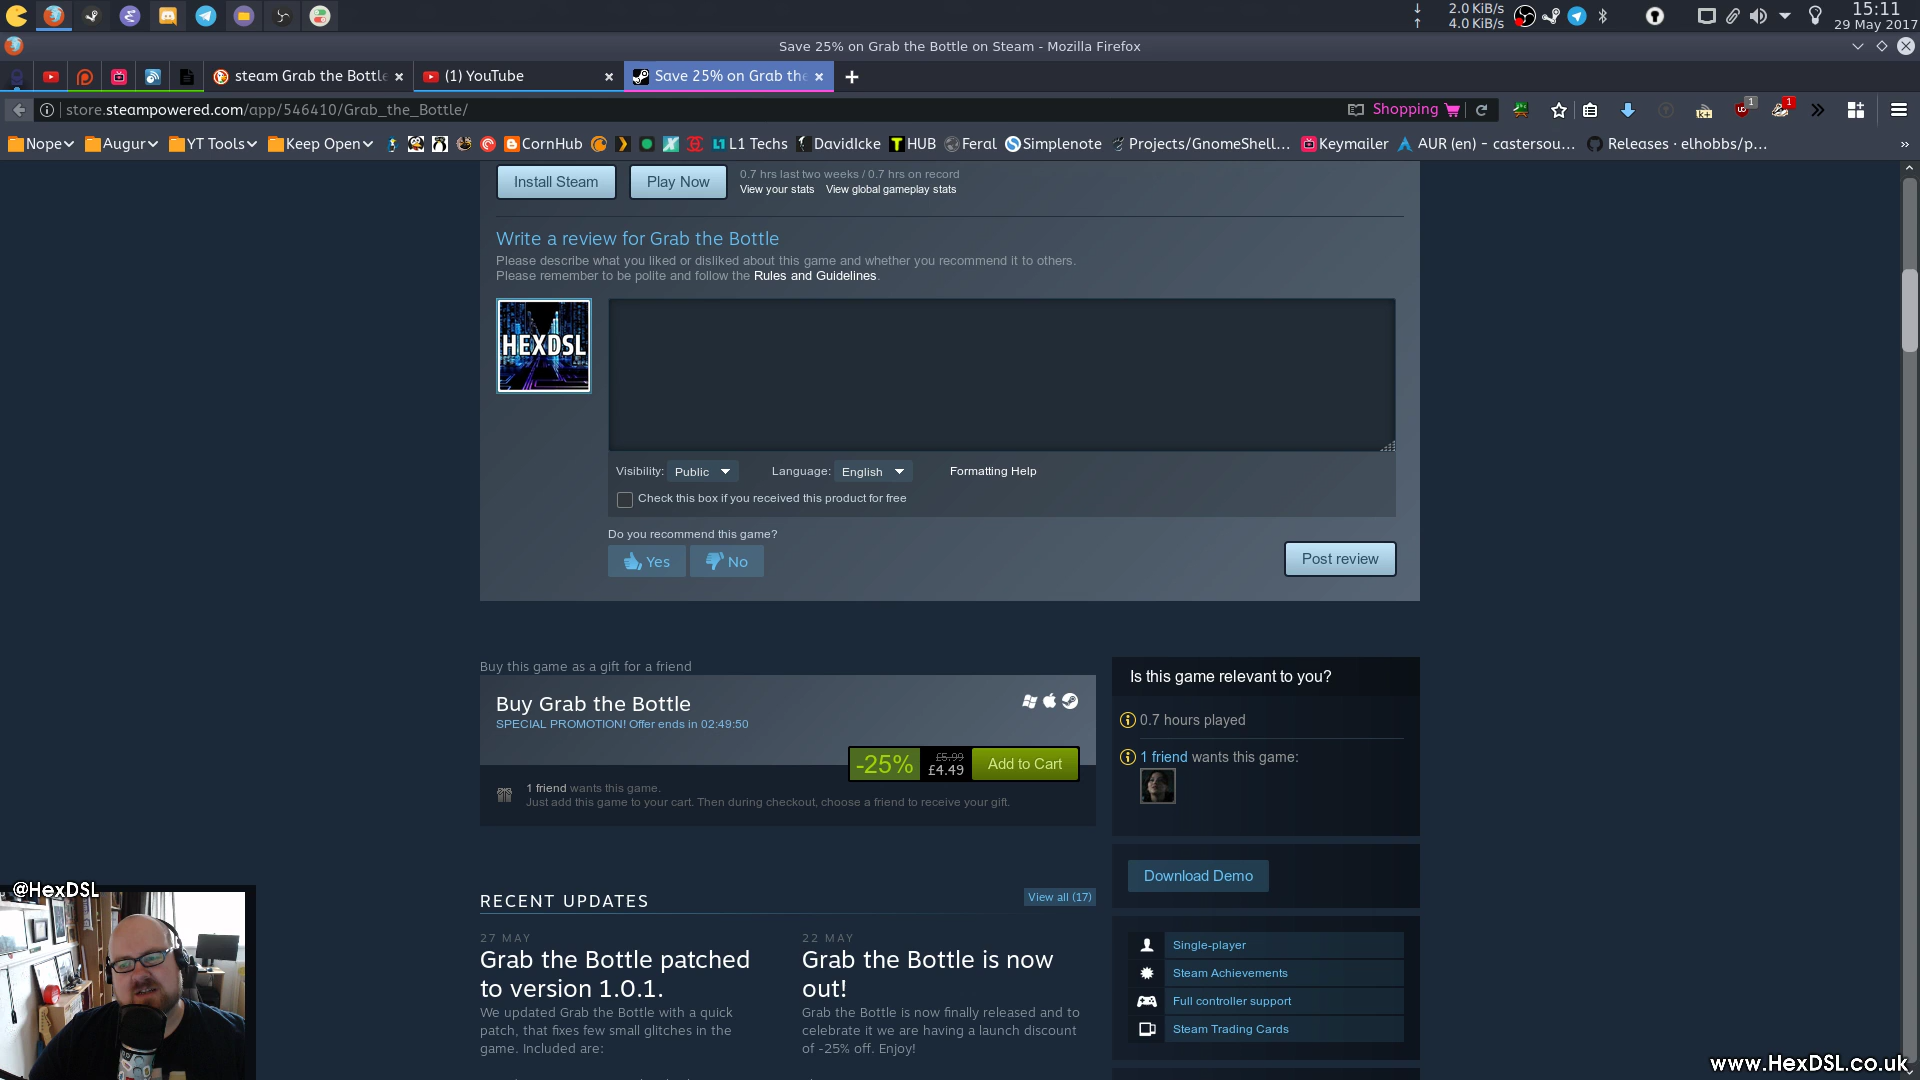 2.0 KiB/s
4.0 KiB/s
15:11
29 May 2017
Save 25% on Grab the Bottle on Steam - Mozilla Firefox
steam Grab the Bottle
(1) YouTube
Save 25% on Grab the
store.steampowered.com/app/546410/Grab_the_Bottle/
Shopping
1
1
Nope
Augur
YT Tools
Keep Open
CornHub
L1 Techs
DavidIcke
HUB
Feral
Simplenote
Projects/GnomeShell...
Keymailer
AUR (en) - castersou...
Releases · elhobbs/p...
Install Steam
Play Now
0.7 hrs last two weeks / 0.7 hrs on record
View your stats View global gameplay stats
Write a review for Grab the Bottle
Please describe what you liked or disliked about this game and whether you recommend it to others.
Please remember to be polite and follow the Rules and Guidelines.
HEXDSL
Visibility: Public
Language: English
Formatting Help
Check this box if you received this product for free
Do you recommend this game?
Yes
No
Post review
Buy this game as a gift for a friend
Buy Grab the Bottle
SPECIAL PROMOTION! Offer ends in 02:49:50
-25%
£5.99
£4.49
Add to Cart
1 friend wants this game.
Just add this game to your cart. Then during checkout, choose a friend to receive your gift.
Is this game relevant to you?
0.7 hours played
1 friend wants this game:
Download Demo
RECENT UPDATES
View all (17)
27 MAY
Grab the Bottle patched
to version 1.0.1.
We updated Grab the Bottle with a quick
patch, that fixes few small glitches in the
game. Included are:
22 MAY
Grab the Bottle is now
out!
Grab the Bottle is now finally released and to
celebrate it we are having a launch discount
of -25% off. Enjoy!
Single-player
Steam Achievements
Full controller support
Steam Trading Cards
@HexDSL
www.HexDSL.co.uk